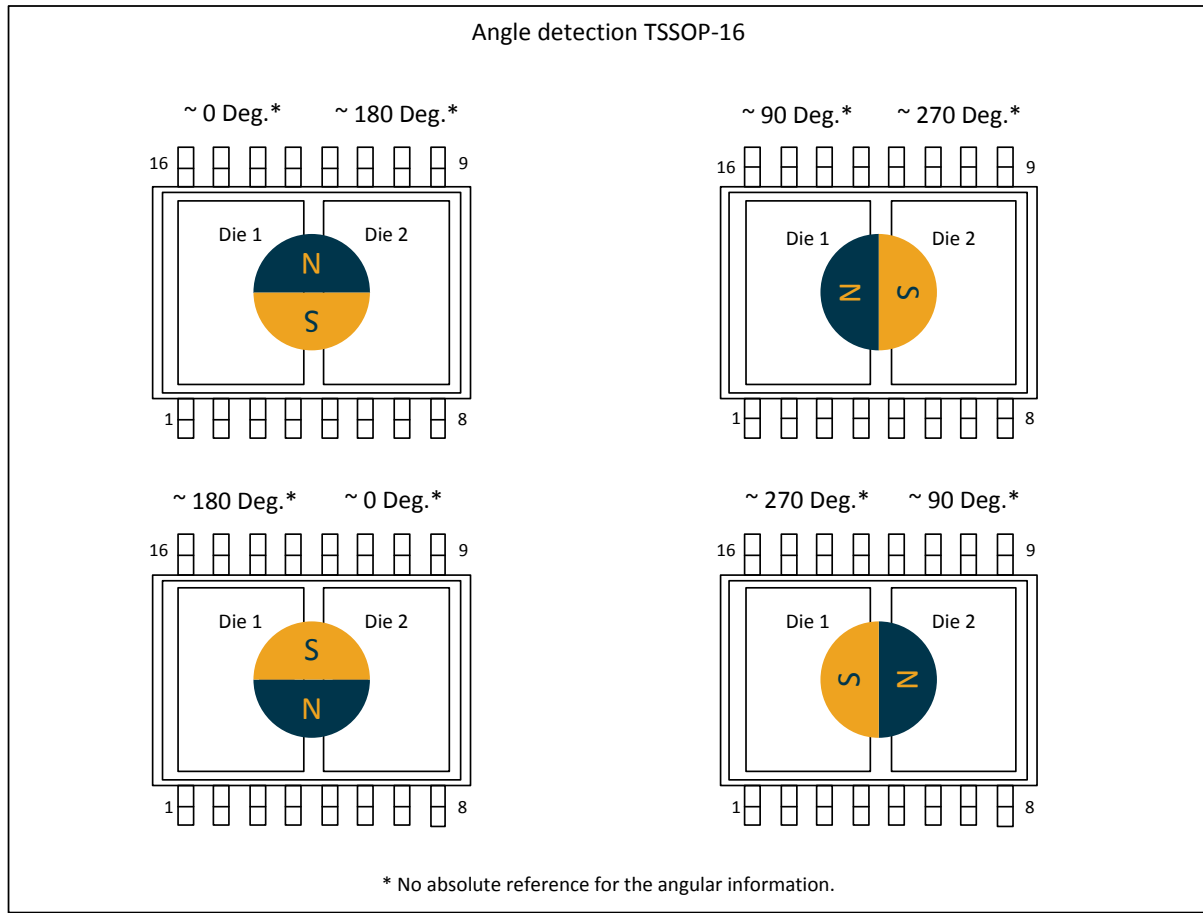 Angle detection TSSOP-16
~ 0 Deg.* ~ 180 Deg.*
16 9
Die 1 Die 2
N
S
1 8
~ 90 Deg.* ~ 270 Deg.*
16 9
Die 1 Die 2
N S
1 8
~ 180 Deg.* ~ 0 Deg.*
16 9
Die 1 Die 2
S
N
1 8
~ 270 Deg.* ~ 90 Deg.*
16 9
Die 1 Die 2
S N
1 8
* No absolute reference for the angular information.